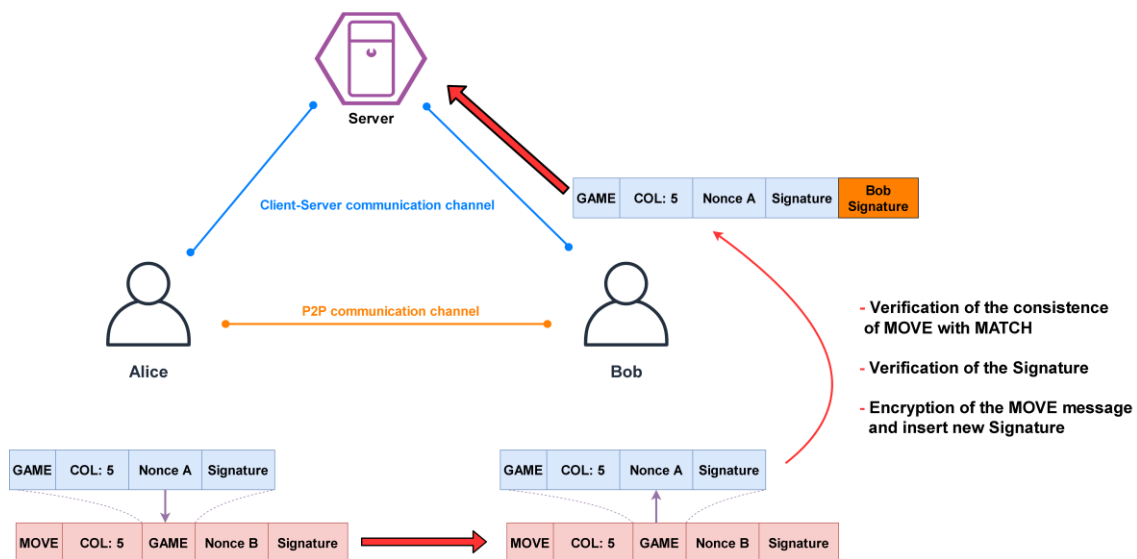 Server
GAME COL: 5 Nonce A Signature Bob
Signature
Client-Server communication channel
P2P communication channel
Alice
Bob
- Verification of the consistence
of MOVE with MATCH
- Verification of the Signature
- Encryption of the MOVE message
and insert new Signature
GAME COL: 5 Nonce A Signature
MOVE COL: 5 GAME Nonce B Signature
GAME COL: 5 Nonce A Signature
MOVE COL: 5 GAME Nonce B Signature